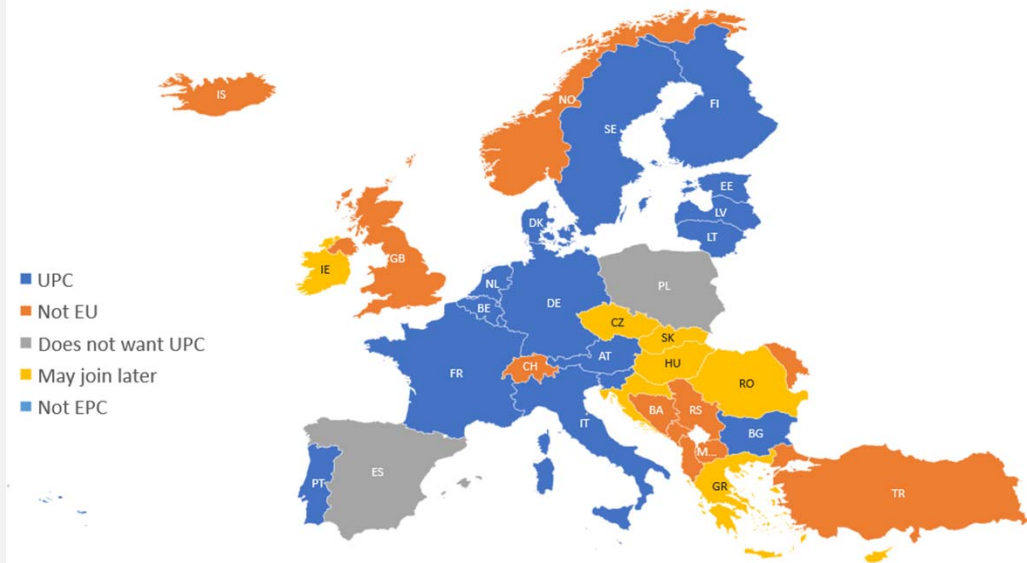 IS
NO
SE
FI
EE
LV
LT
DK
IE
GB
NL
BE
DE
PL
CZ
SK
AT
HU
FR
CH
RO
IT
BA
RS
BG
M...
PT
ES
GR
TR
UPC
Not EU
Does not want UPC
May join later
Not EPC